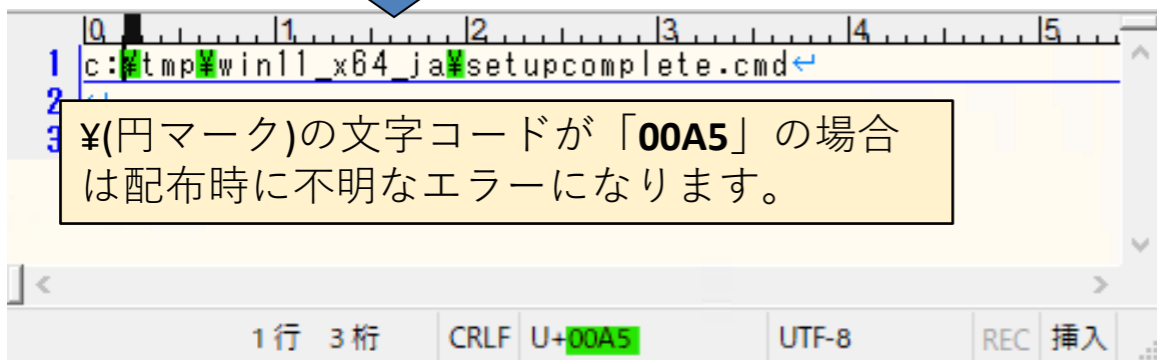 0 1 2 3 4 5
1 c:¥tmp¥win11_x64_ja¥setupcomplete.cmd↵
2 ↵
3
¥(円マーク)の文字コードが「00A5」の場合
は配布時に不明なエラーになります。
1行 3桁 CRLF U+00A5 UTF-8 REC 挿入